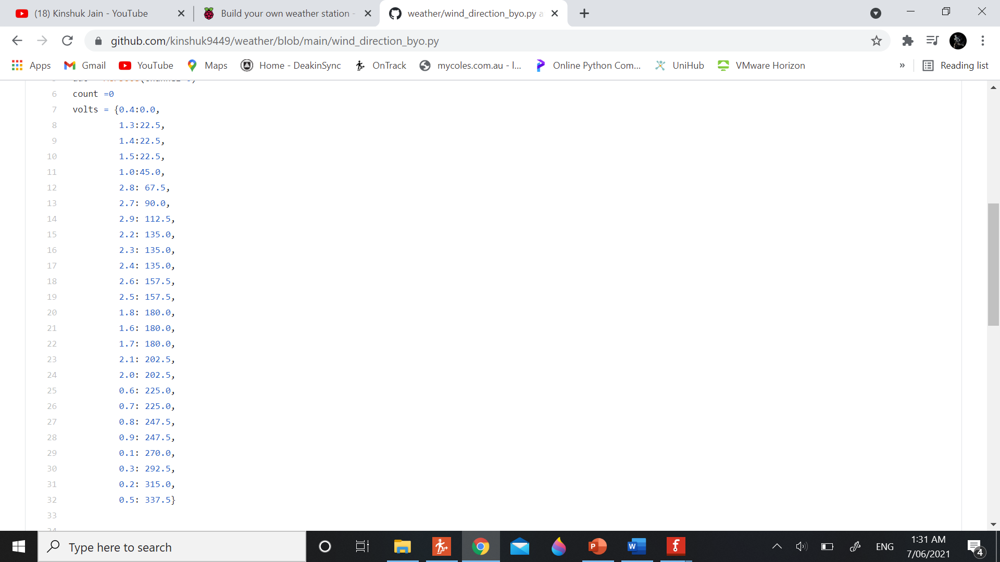 (18) Kinshuk Jain - YouTube
Build your own weather station -
weather/wind_direction_byo.py a
github.com/kinshuk9449/weather/blob/main/wind_direction_byo.py
Apps
Gmail
YouTube
Maps
Home - DeakinSync
OnTrack
mycoles.com.au - l...
Online Python Com...
UniHub
VMware Horizon
»
Reading list
6 count =0
7 volts = {0.4:0.0,
8 1.3:22.5,
9 1.4:22.5,
10 1.5:22.5,
11 1.0:45.0,
12 2.8: 67.5,
13 2.7: 90.0,
14 2.9: 112.5,
15 2.2: 135.0,
16 2.3: 135.0,
17 2.4: 135.0,
18 2.6: 157.5,
19 2.5: 157.5,
20 1.8: 180.0,
21 1.6: 180.0,
22 1.7: 180.0,
23 2.1: 202.5,
24 2.0: 202.5,
25 0.6: 225.0,
26 0.7: 225.0,
27 0.8: 247.5,
28 0.9: 247.5,
29 0.1: 270.0,
30 0.3: 292.5,
31 0.2: 315.0,
32 0.5: 337.5}
33
Type here to search
ENG
1:31 AM
7/06/2021
4